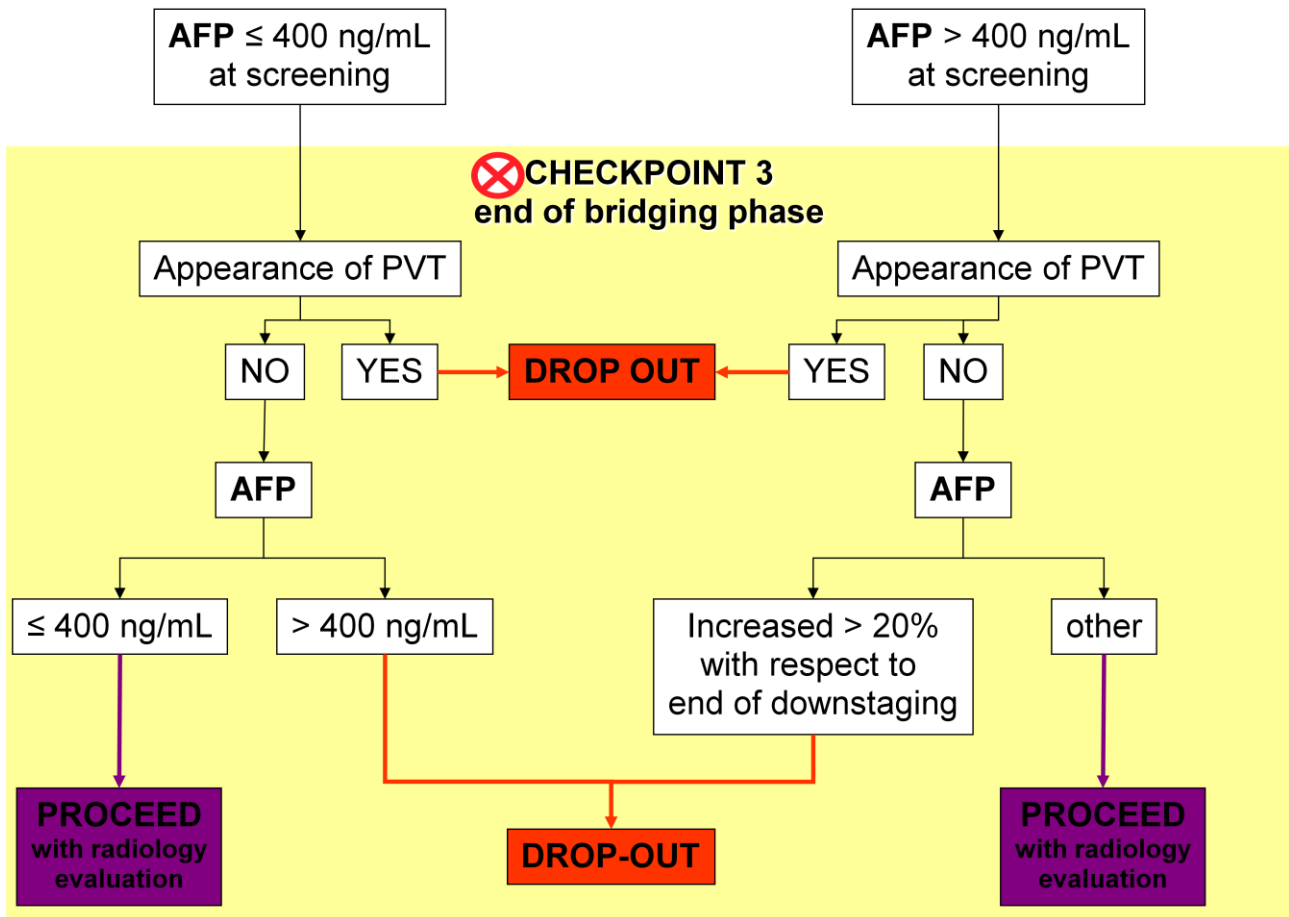 AFP ≤ 400 ng/mL
at screening
AFP > 400 ng/mL
at screening
CHECKPOINT 3
end of bridging phase
Appearance of PVT
Appearance of PVT
NO
YES
DROP OUT
YES
NO
AFP
AFP
≤ 400 ng/mL
> 400 ng/mL
Increased > 20%
with respect to
end of downstaging
other
PROCEED
with radiology
evaluation
DROP-OUT
PROCEED
with radiology
evaluation